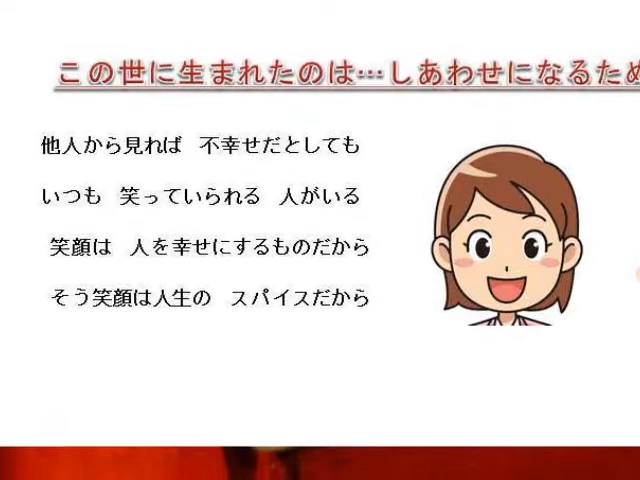 この世に生まれたのは…しあわせになるため
他人から見れば　不幸せだとしても
いつも　笑っていられる　人がいる
笑顔は　人を幸せにするものだから
そう笑顔は人生の　スパイスだから